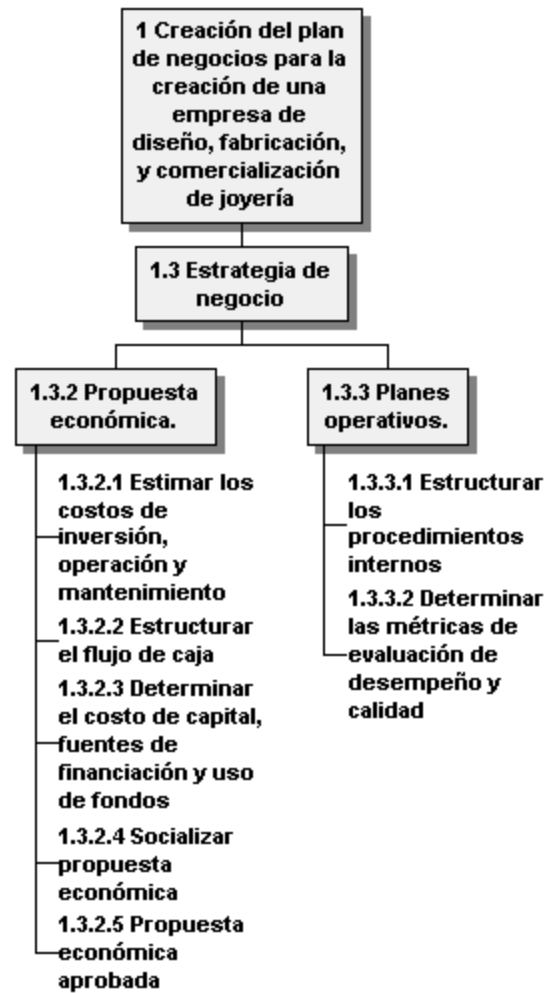 1 Creación del plan
de negocios para la
creación de una
empresa de
diseño, fabricación,
y comercialización
de joyería
1.3 Estrategia de
negocio
1.3.2 Propuesta
económica.
1.3.2.1 Estimar los
costos de
inversión,
operación y
mantenimiento
1.3.2.2 Estructurar
el flujo de caja
1.3.2.3 Determinar
el costo de capital,
fuentes de
financiación y uso
de fondos
1.3.2.4 Socializar
propuesta
económica
1.3.2.5 Propuesta
económica
aprobada
1.3.3 Planes
operativos.
1.3.3.1 Estructurar
los
procedimientos
internos
1.3.3.2 Determinar
las métricas de
evaluación de
desempeño y
calidad